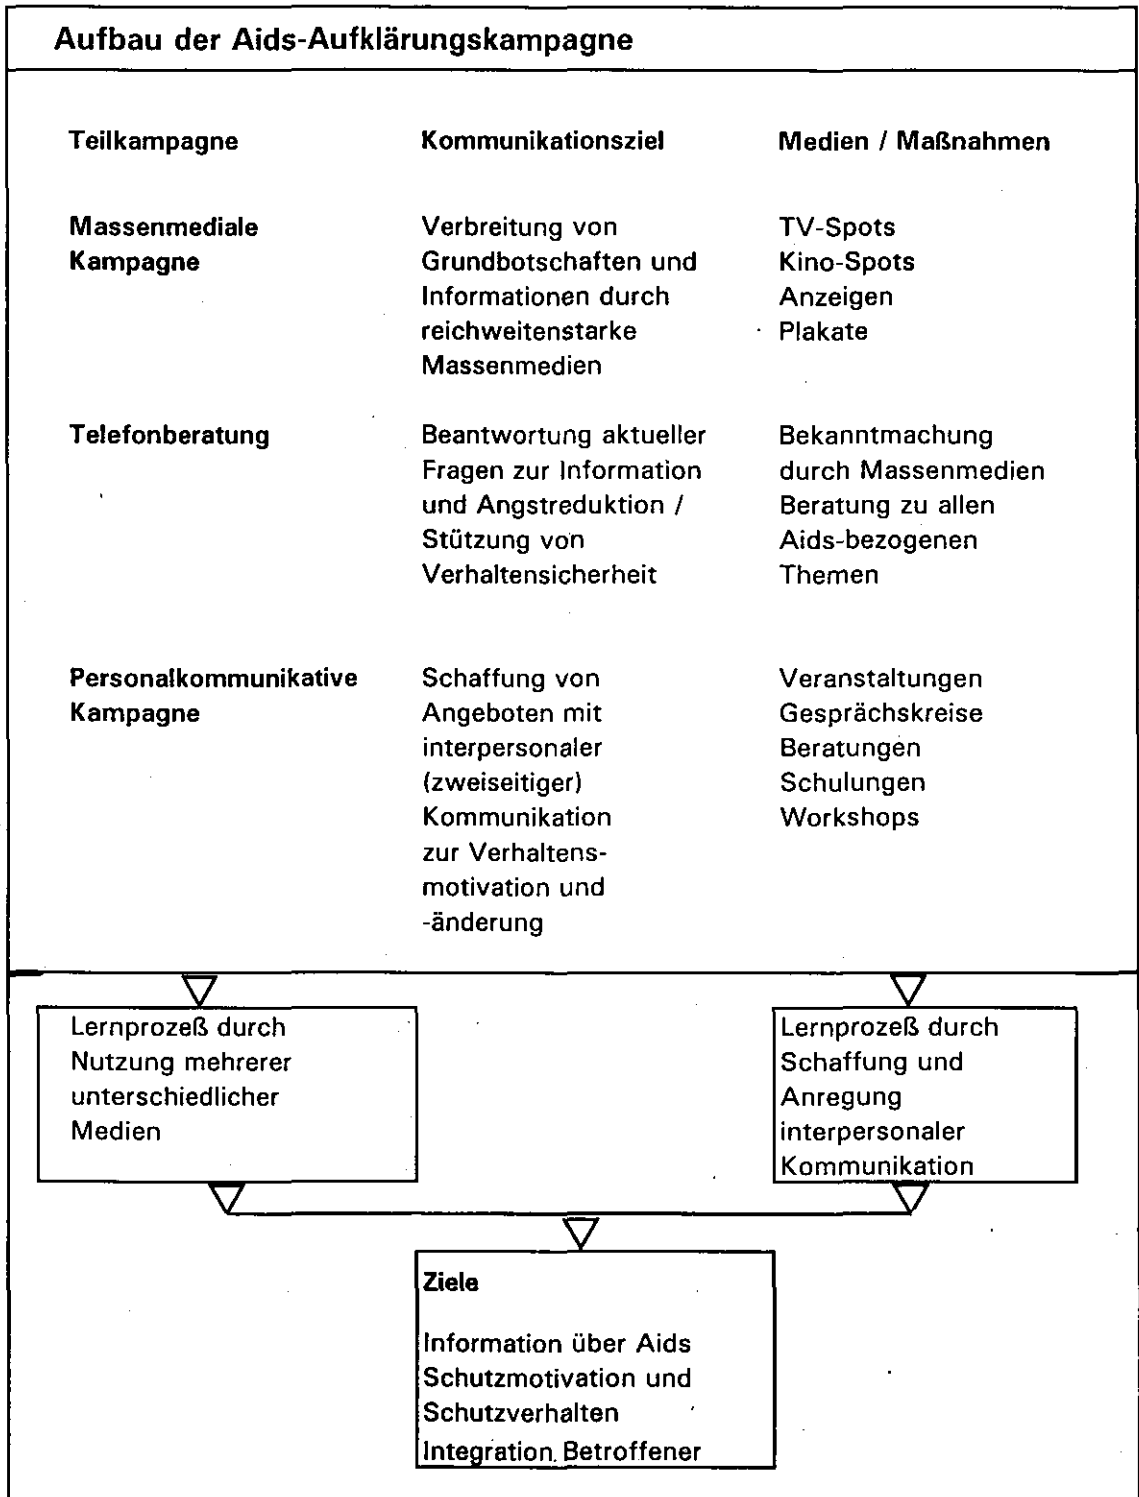 Aufbau der Aids-Aufklärungskampagne
Teilkampagne Kommunikationsziel Medien / Maßnahmen
Massenmediale Verbreitung von TV-Spots
Kampagne Grundbotschaften und Kino-Spots
Informationen durch Anzeigen
reichweitenstarke Plakate
Massenmedien
Telefonberatung Beantwortung aktueller Bekanntmachung
Fragen zur Information durch Massenmedien
und Angstreduktion / Beratung zu allen
Stützung von Aids-bezogenen
Verhaltensicherheit Themen
Personalkommunikative Schaffung von Veranstaltungen
Kampagne Angeboten mit Gesprächskreise
interpersonaler Beratungen
(zweiseitiger) Schulungen
Kommunikation Workshops
zur Verhaltens-
motivation und
-änderung
Lernprozeß durch
Nutzung mehrerer
unterschiedlicher
Medien
Lernprozeß durch
Schaffung und
Anregung
interpersonaler
Kommunikation
Ziele
Information über Aids
Schutzmotivation und
Schutzverhalten
Integration Betroffener